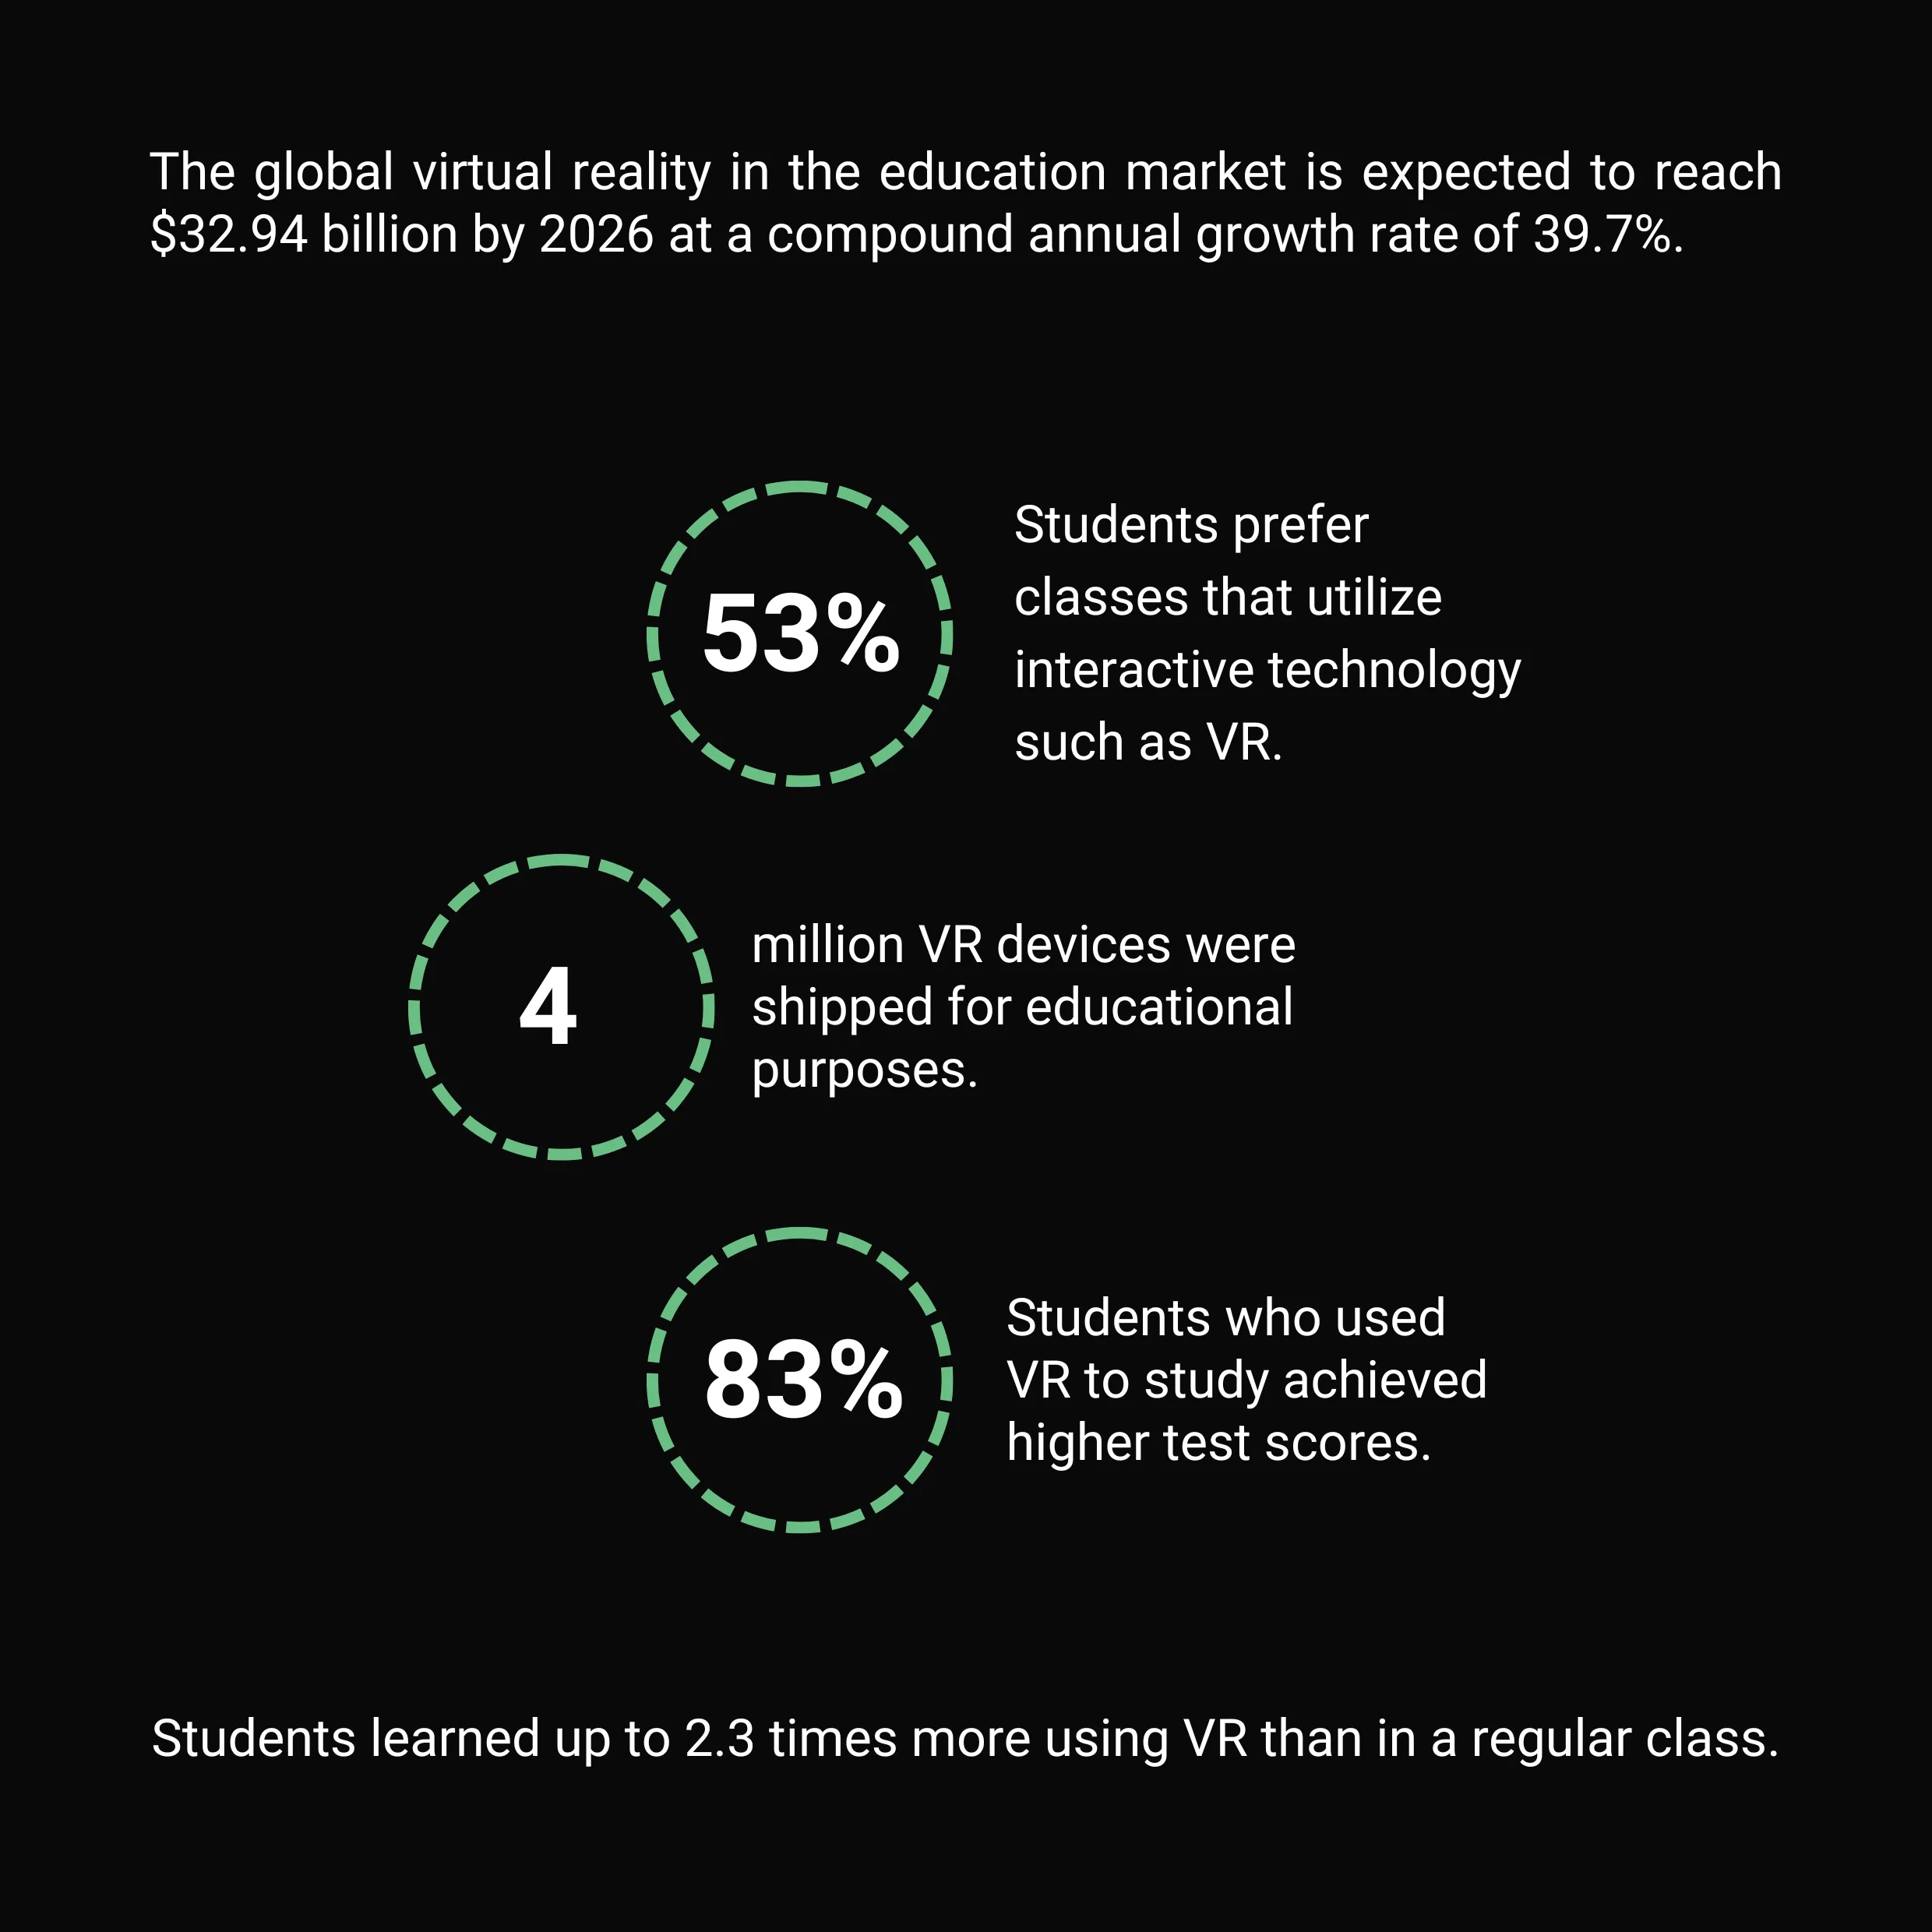 The global virtual reality in the education market is expected to reach
$32.94 billion by 2026 at a compound annual growth rate of 39.7%.
53%
Students prefer
classes that utilize
interactive technology
such as VR.
4
million VR devices were
shipped for educational
purposes.
83%
Students who used
VR to study achieved
higher test scores.
Students learned up to 2.3 times more using VR than in a regular class.